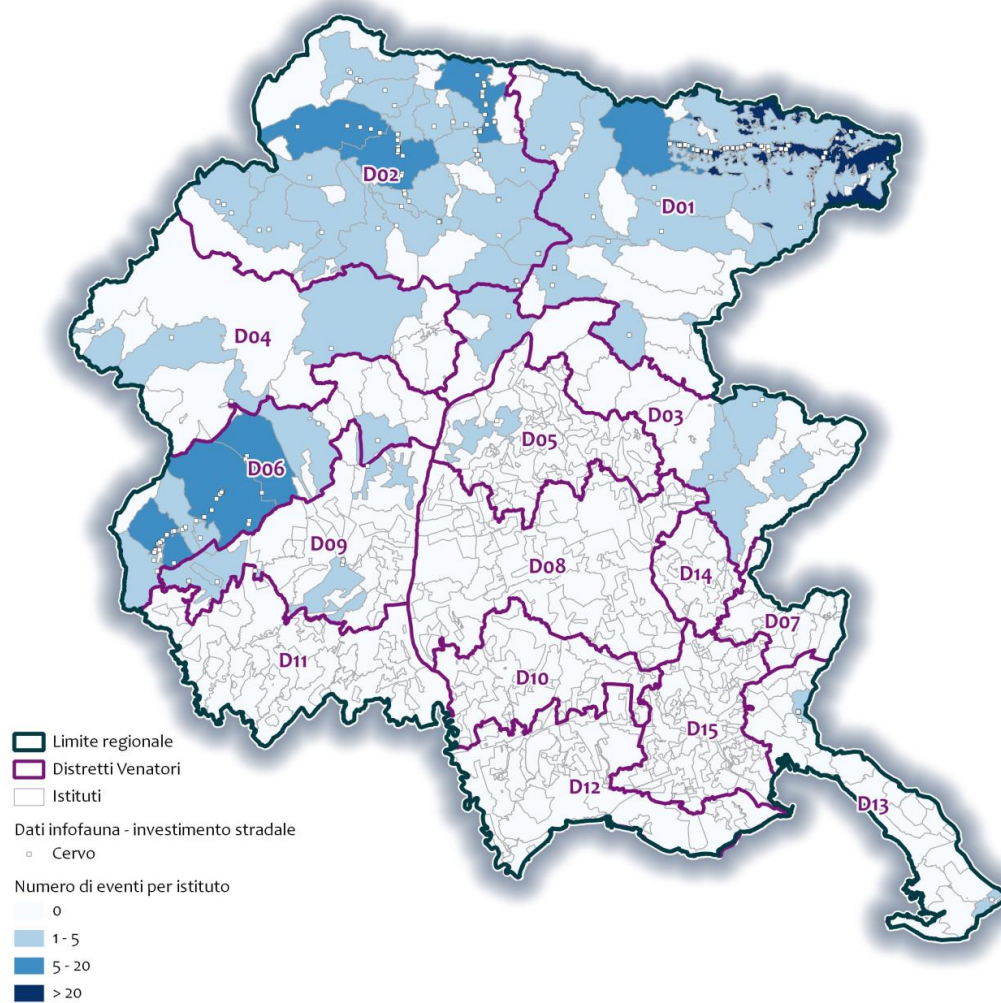 D02
D01
D04
D03
D05
D06
D09
D08
D14
D07
D11
D10
D15
D12
D13
Limite regionale
Distretti Venatori
Istituti
Dati infofauna - investimento stradale
Cervo
Numero di eventi per istituto
0
1 - 5
5 - 20
> 20